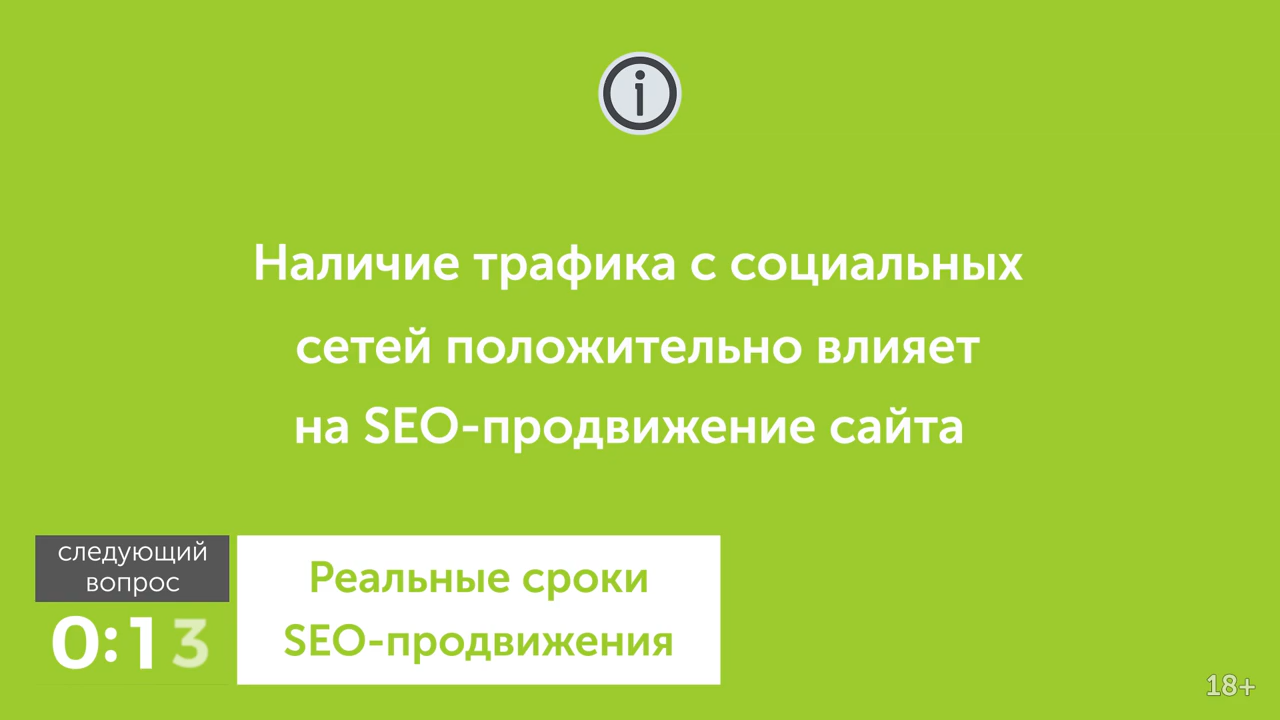 i
Наличие трафика с социальных
сетей положительно влияет
на SEO-продвижение сайта
следующий
вопрос
0:13
Реальные сроки
SEO-продвижения
18+